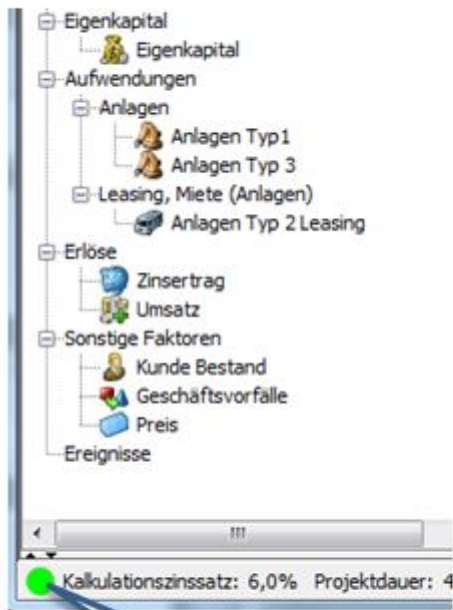 Eigenkapital
Eigenkapital
Aufwendungen
Anlagen
Anlagen Typ1
Anlagen Typ 3
Leasing, Miete (Anlagen)
Anlagen Typ 2 Leasing
Erlöse
Zinsertrag
Umsatz
Sonstige Faktoren
Kunde Bestand
Geschäftsvorfälle
Preis
Ereignisse
Kalkulationszinssatz: 6,0% Projektdauer: 4